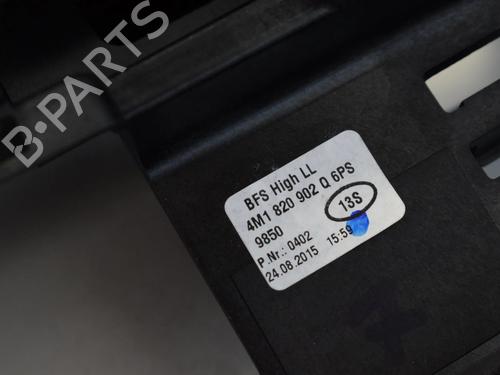 B-PARTS
BFS High LL
4M1 820 902 Q 6PS
9850
13S
P.Nr.: 0402
24.08.2015 15:59